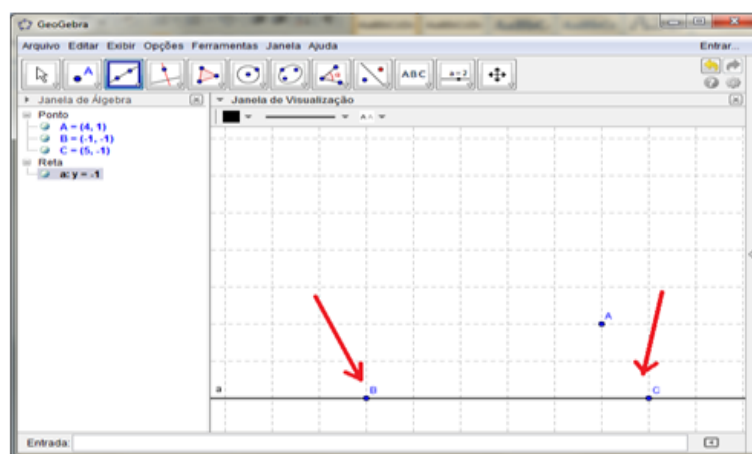 GeoGebra
Arquivo Editar Exibir Opções Ferramentas Janela Ajuda
Entrar...
A
ABC
a=2
Janela de Álgebra
Janela de Visualização
Ponto
A = (4, 1)
B = (-1, -1)
C = (5, -1)
Reta
a: y = -1
A
a
B
C
Entrada: